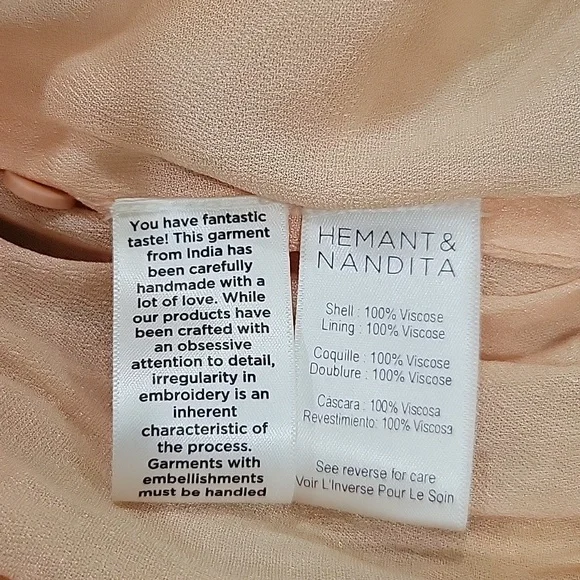 You have fantastic
taste! This garment
from India has
been carefully
handmade with a
lot of love. While
our products have
been crafted with
an obsessive
attention to detail,
irregularity in
embroidery is an
inherent
characteristic of
the process.
Garments with
embellishments
must be handled
HEMANT &
NANDITA
Shell : 100% Viscose
Lining : 100% Viscose
Coquille : 100% Viscose
Doublure : 100% Viscose
Cáscara : 100% Viscosa
Revestimiento: 100% Viscosa
See reverse for care
Voir L'Inverse Pour Le Soin